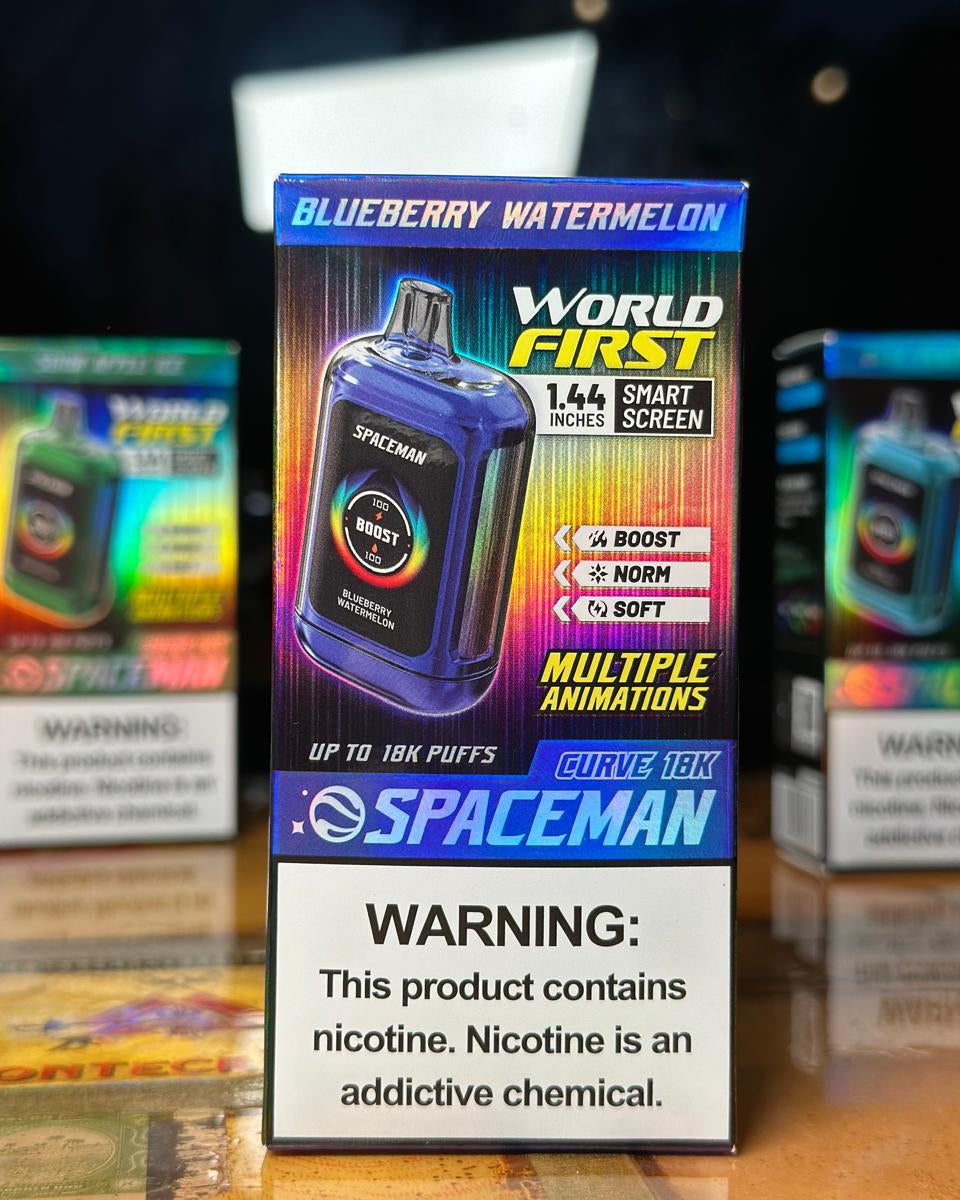 BLUEBERRY WATERMELON
WORLD
FIRST
1.44
INCHES
SMART
SCREEN
SPACEMAN
100
BOOST
100
BLUEBERRY
WATERMELON
BOOST
NORM
SOFT
MULTIPLE
ANIMATIONS
UP TO 18K PUFFS
CURVE 18K
SPACEMAN
WARNING:
This product contains
nicotine. Nicotine is an
addictive chemical.
WORLD
FIRST
SPACEMAN
WARNING:
This product contains
nicotine. Nicotine is an
addictive chemical.